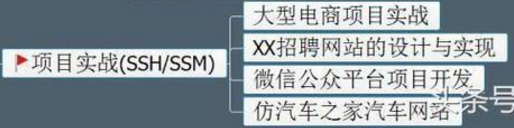 项目实战(SSH/SSM)
大型电商项目实战
XX招聘网站的设计与实现
微信公众平台项目开发
仿汽车之家汽车网站
头条号